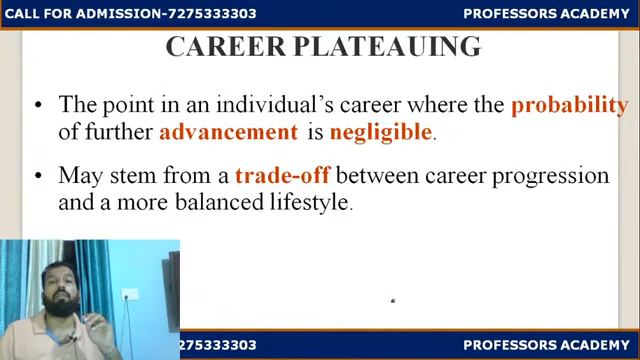 CALL FOR ADMISSION-7275333303 PROFESSORS ACADEMY
CAREER PLATEAUING
• The point in an individual's career where the probability
of further advancement is negligible.
• May stem from a trade-off between career progression
and a more balanced lifestyle.
7275333303 PROFESSORS ACADEMY